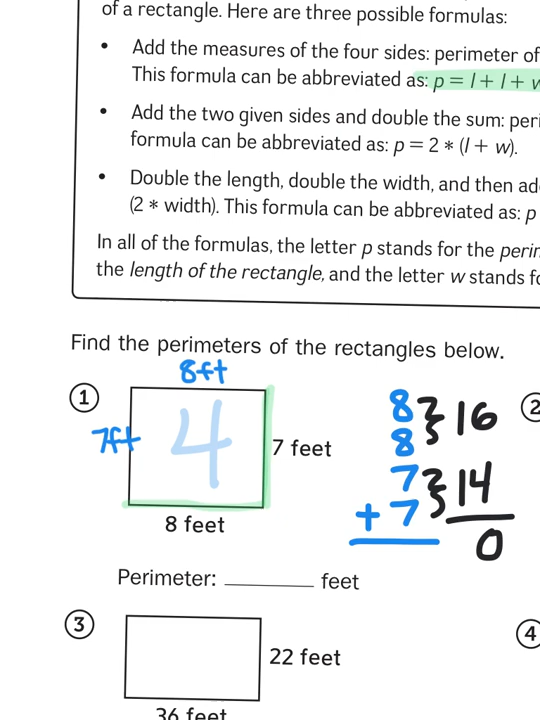 of a rectangle. Here are three possible formulas:
• Add the measures of the four sides: perimeter of
This formula can be abbreviated as: p = l + l + w
• Add the two given sides and double the sum: peri
formula can be abbreviated as: p = 2 * (l + w).
• Double the length, double the width, and then ad
(2 * width). This formula can be abbreviated as: p
In all of the formulas, the letter p stands for the perin
the length of the rectangle, and the letter w stands fo
Find the perimeters of the rectangles below.
1
8ft
7ft
4
7 feet
8 feet
8
8
} 16
7
+ 7
} 14
0
2
Perimeter: ________ feet
3
22 feet
36 feet
4